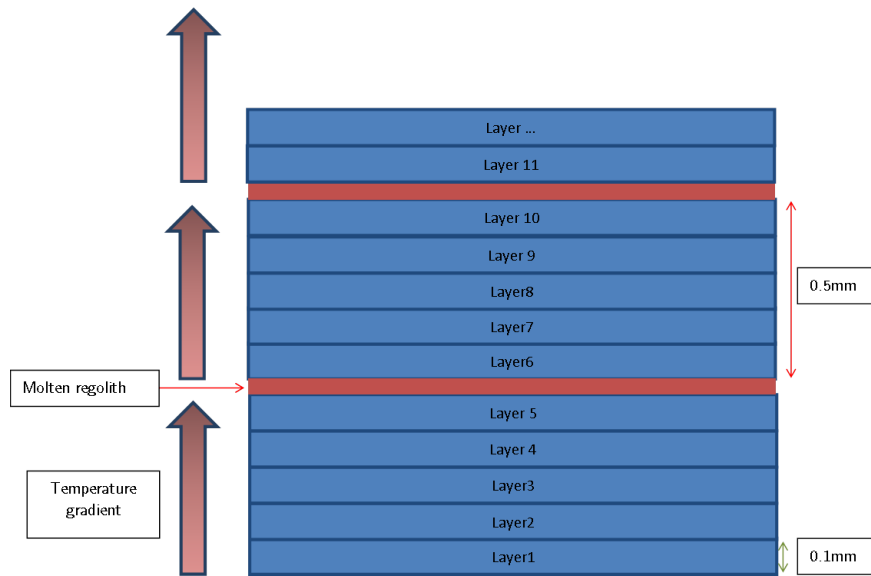 Layer ...
Layer 11
Layer 10
Layer 9
Layer8
Layer7
Layer6
0.5mm
Molten regolith
Layer 5
Layer 4
Layer3
Layer2
Layer1
Temperature
gradient
0.1mm